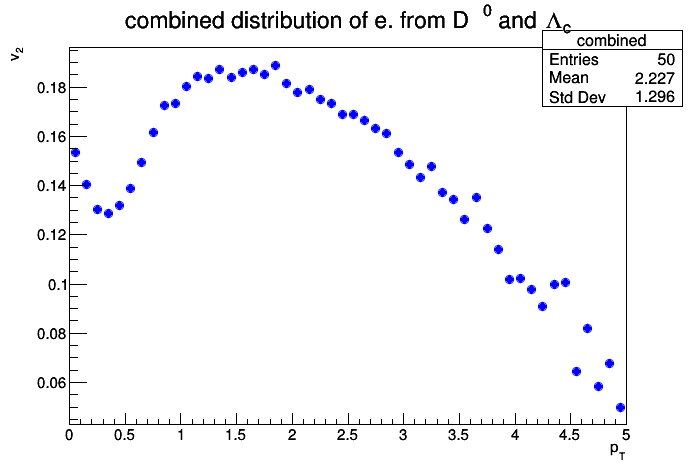 combined distribution of e. from D⁰ and Λc
combined
Entries 50
Mean 2.227
Std Dev 1.296
v₂
0.18
0.16
0.14
0.12
0.1
0.08
0.06
0 0.5 1 1.5 2 2.5 3 3.5 4 4.5 5
pT